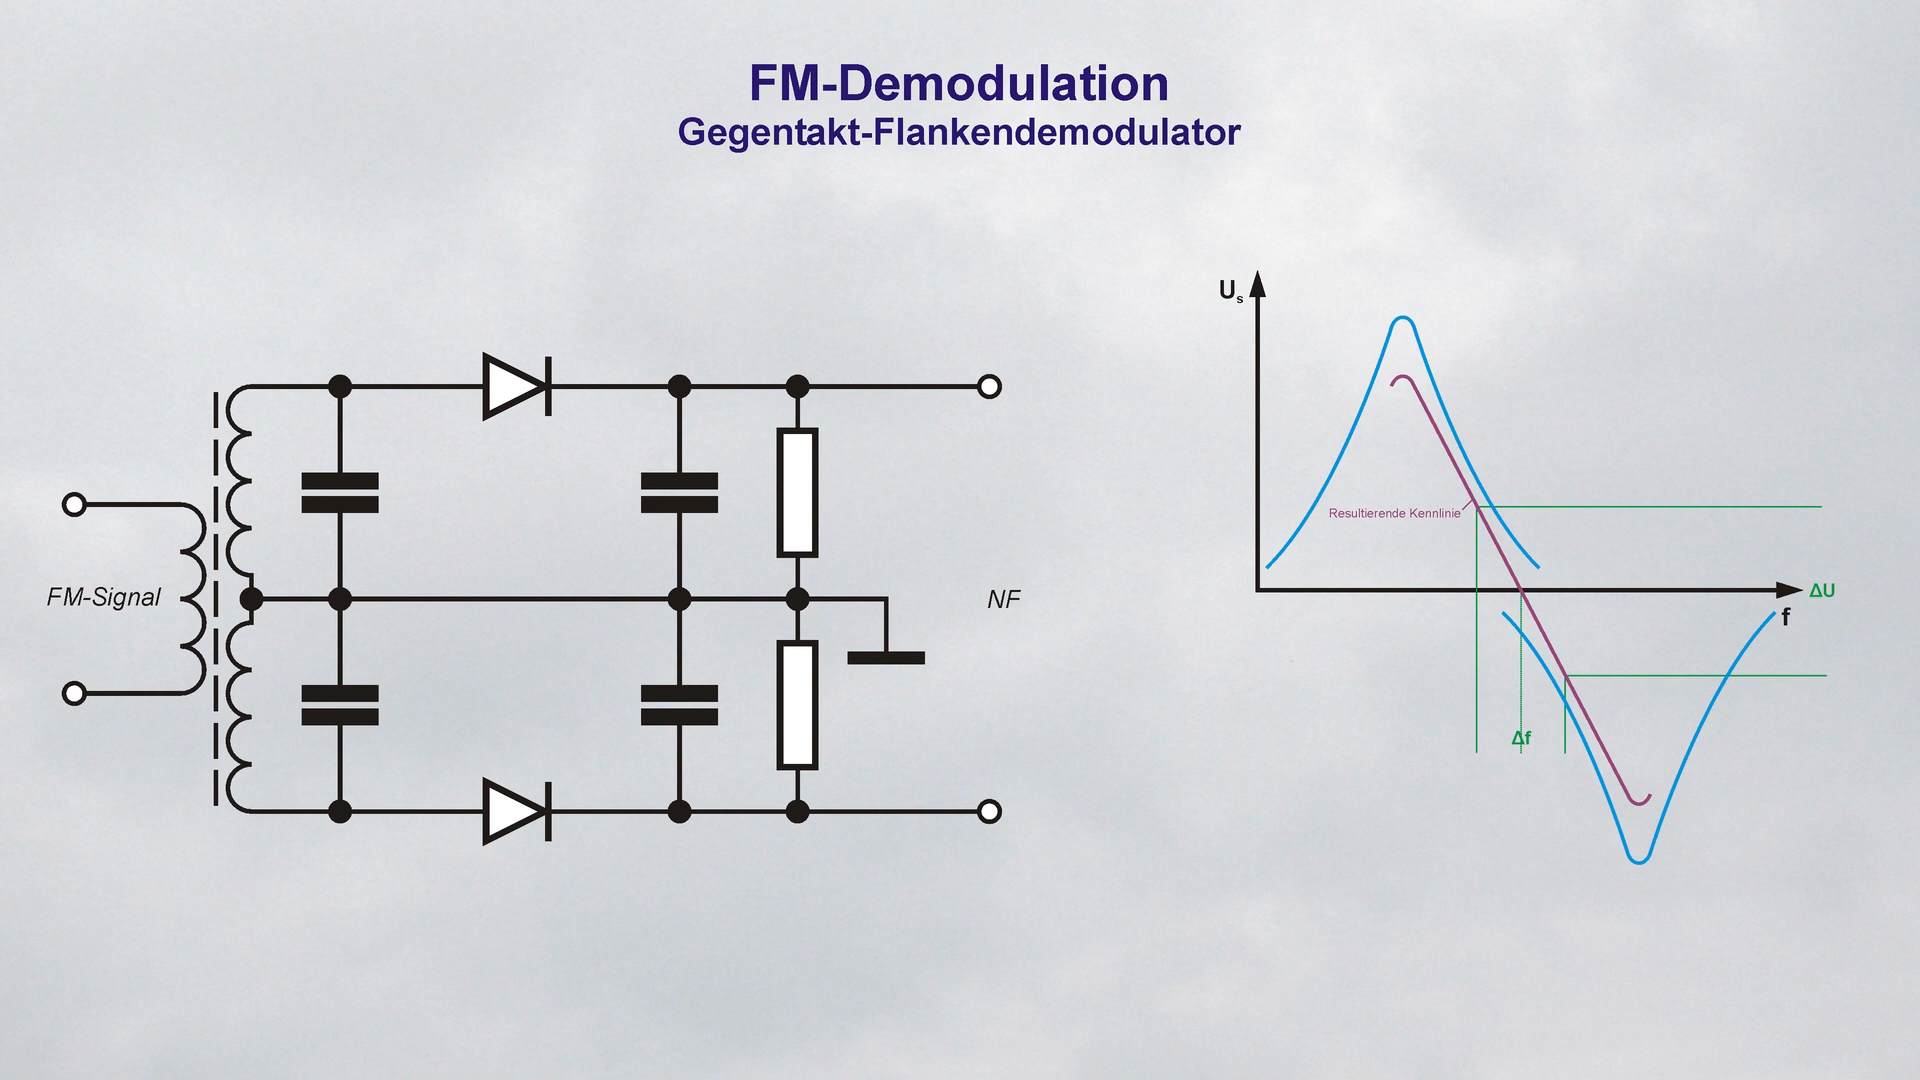 FM-Demodulation
Gegentakt-Flankendemodulator
Us
Resultierende Kennlinie
ΔU
f
FM-Signal
NF
Δf